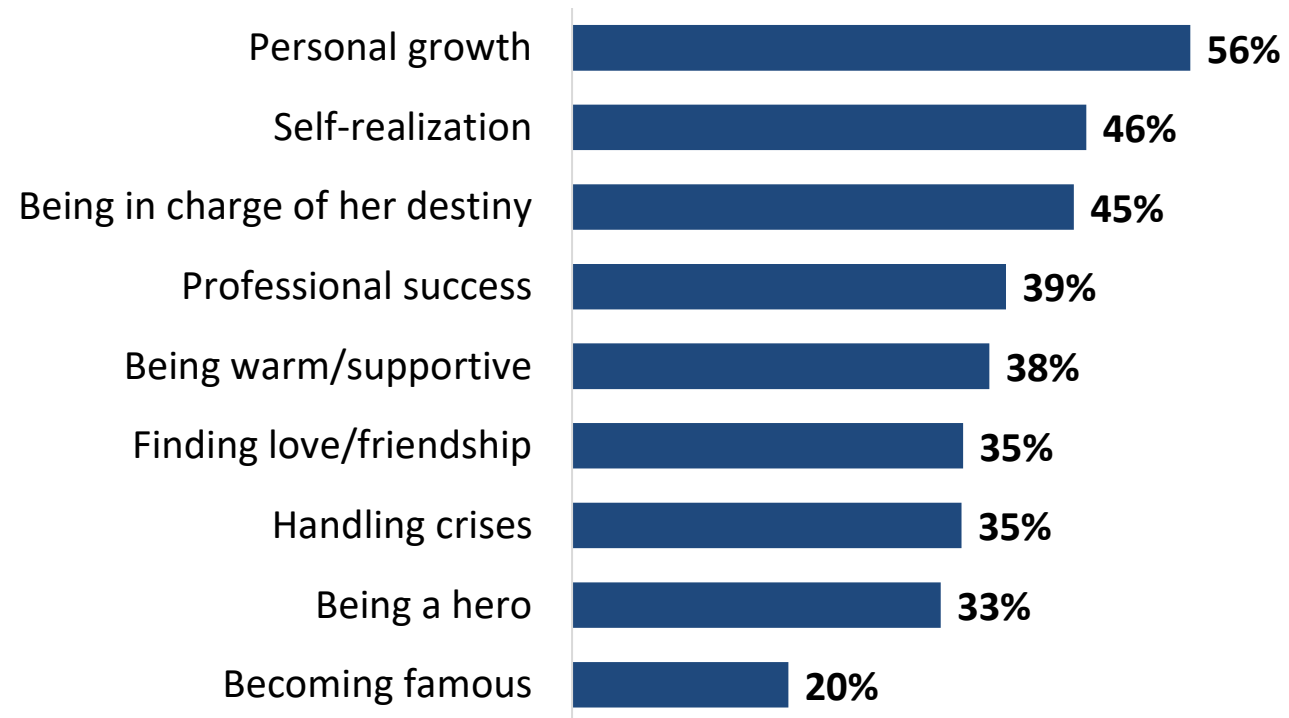 Personal growth 56%
Self-realization 46%
Being in charge of her destiny 45%
Professional success 39%
Being warm/supportive 38%
Finding love/friendship 35%
Handling crises 35%
Being a hero 33%
Becoming famous 20%